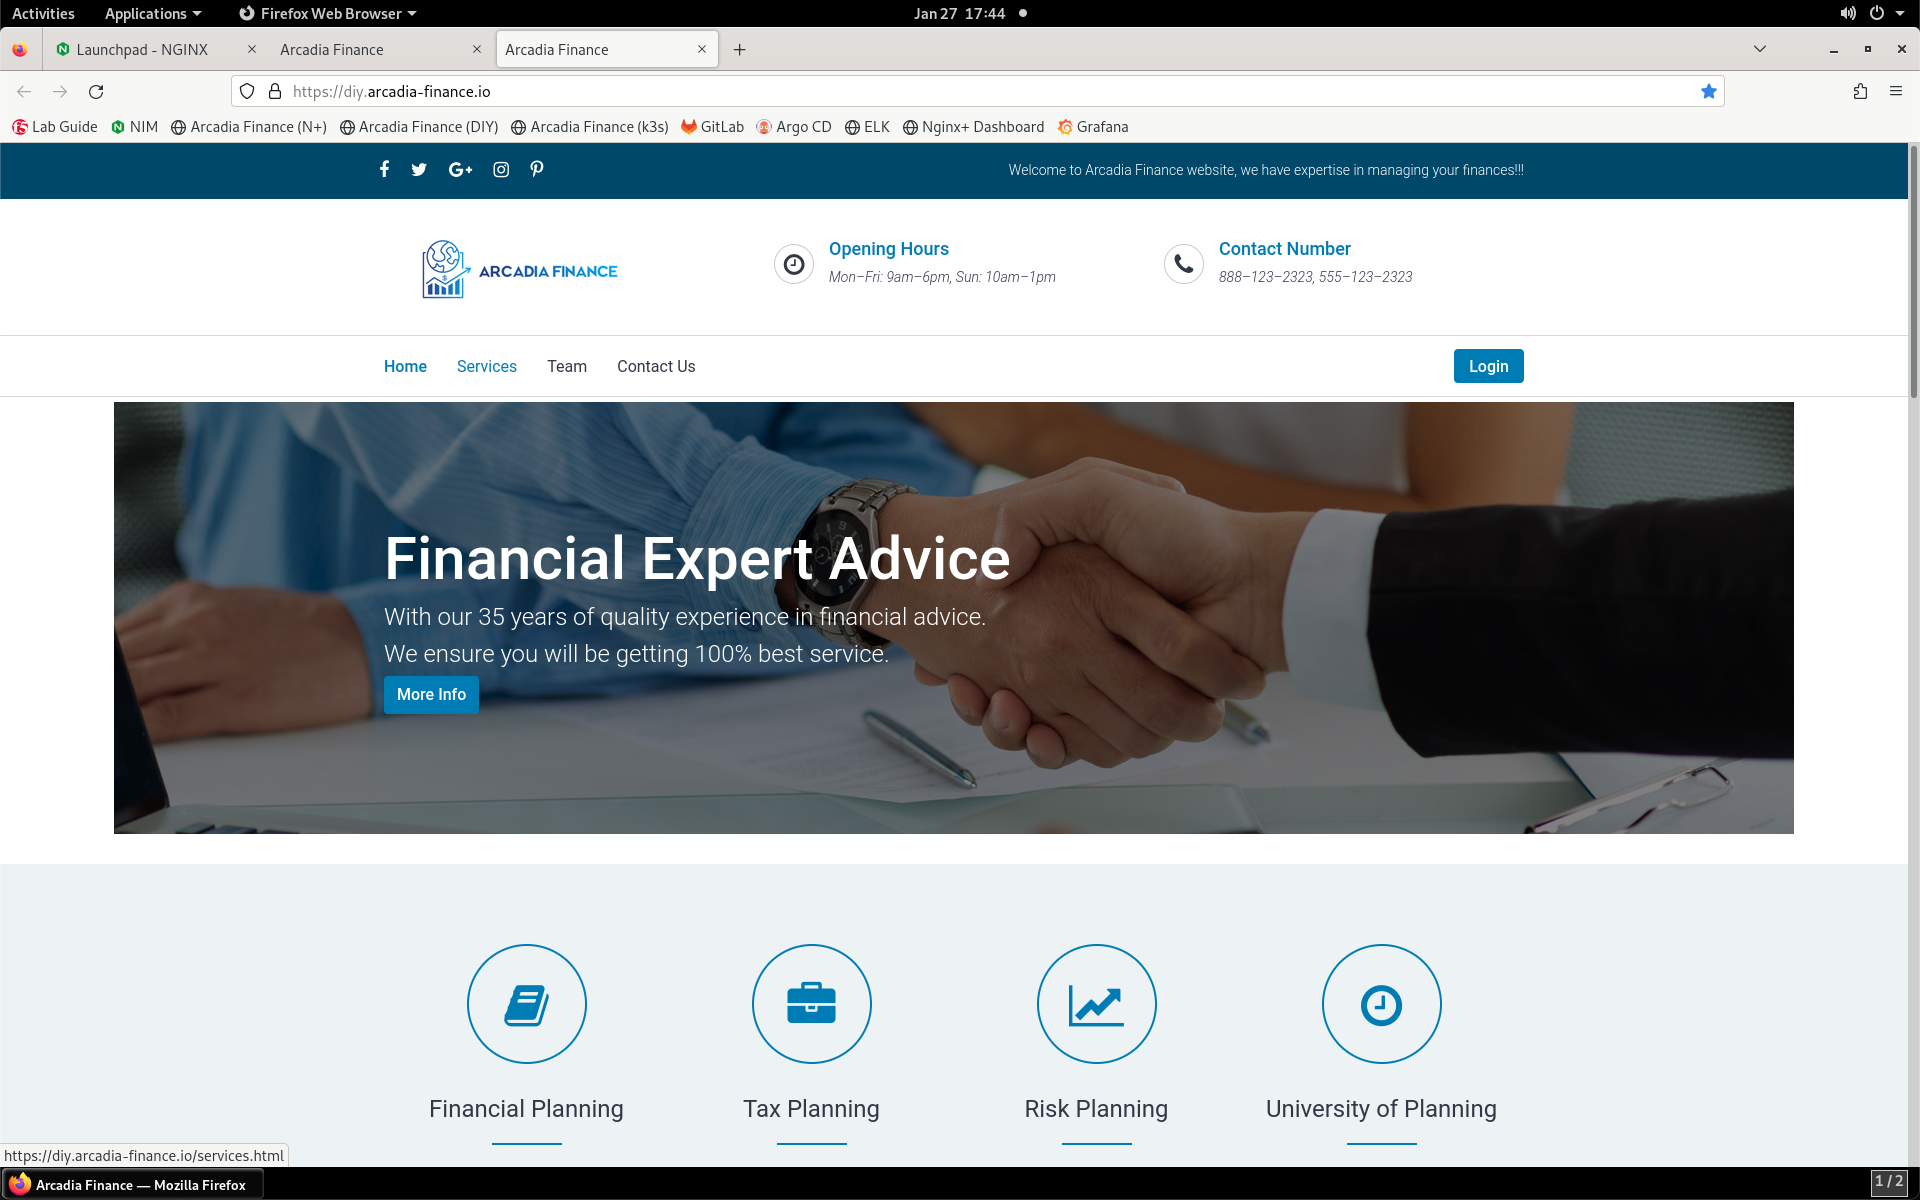 Activities Applications Firefox Web Browser Jan 27 17:44
Launchpad - NGINX Arcadia Finance Arcadia Finance
https://diy.arcadia-finance.io
Lab Guide NIM Arcadia Finance (N+) Arcadia Finance (DIY) Arcadia Finance (k3s) GitLab Argo CD ELK Nginx+ Dashboard Grafana
Welcome to Arcadia Finance website, we have expertise in managing your finances!!!
ARCADIA FINANCE
Opening Hours
Mon–Fri: 9am–6pm, Sun: 10am–1pm
Contact Number
888–123–2323, 555–123–2323
Home Services Team Contact Us Login
Financial Expert Advice
With our 35 years of quality experience in financial advice.
We ensure you will be getting 100% best service.
More Info
Financial Planning Tax Planning Risk Planning University of Planning
https://diy.arcadia-finance.io/services.html
Arcadia Finance — Mozilla Firefox 1 / 2